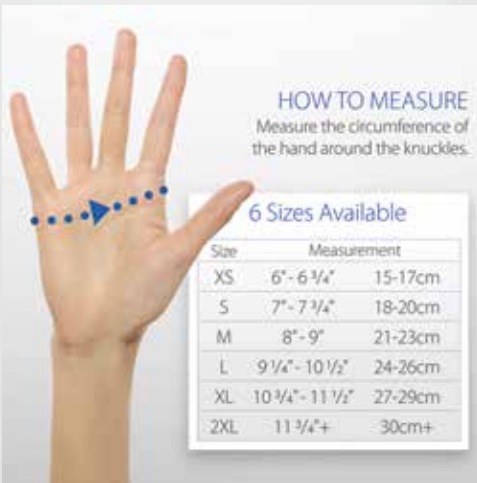 HOW TO MEASURE
Measure the circumference of
the hand around the knuckles.
6 Sizes Available
Size Measurement
XS 6"- 6 3/4" 15-17cm
S 7"- 7 3/4" 18-20cm
M 8"- 9" 21-23cm
L 9 1/4"- 10 1/2" 24-26cm
XL 10 3/4"- 11 1/2" 27-29cm
2XL 11 3/4"+ 30cm+